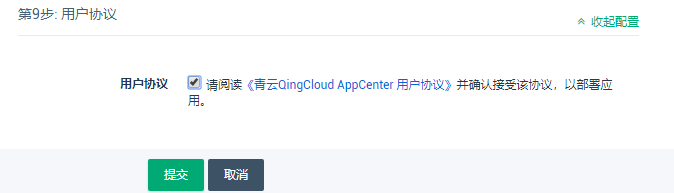 第9步: 用户协议
收起配置
用户协议 请阅读《青云QingCloud AppCenter 用户协议》并确认接受该协议，以部署应
用。
提交 取消